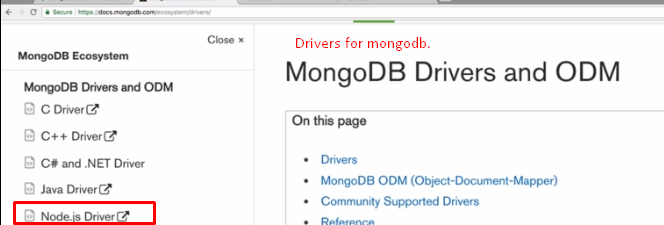 Secure https://docs.mongodb.com/ecosystem/drivers/
Close ×
MongoDB Ecosystem
MongoDB Drivers and ODM
C Driver
C++ Driver
C# and .NET Driver
Java Driver
Node.js Driver
Drivers for mongodb.
MongoDB Drivers and ODM
On this page
• Drivers
• MongoDB ODM (Object-Document-Mapper)
• Community Supported Drivers
• Reference